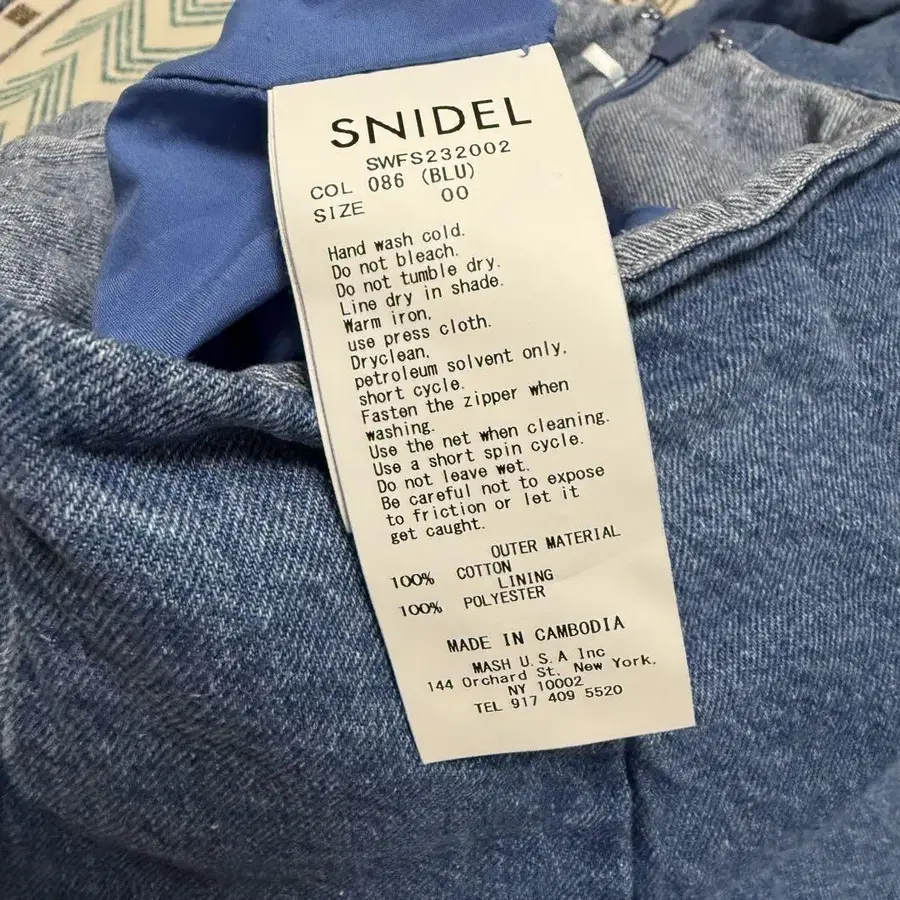 SNIDEL
SWFS232002
COL 086 (BLU)
SIZE 00
Hand wash cold.
Do not bleach.
Do not tumble dry.
Line dry in shade.
Warm iron,
use press cloth.
Dryclean,
petroleum solvent only,
short cycle.
Fasten the zipper when
washing.
Use the net when cleaning.
Use a short spin cycle.
Do not leave wet.
Be careful not to expose
to friction or let it
get caught.
OUTER MATERIAL
100% COTTON
LINING
100% POLYESTER
MADE IN CAMBODIA
MASH U.S.A Inc
144 Orchard St, New York,
NY 10002
TEL 917 409 5520